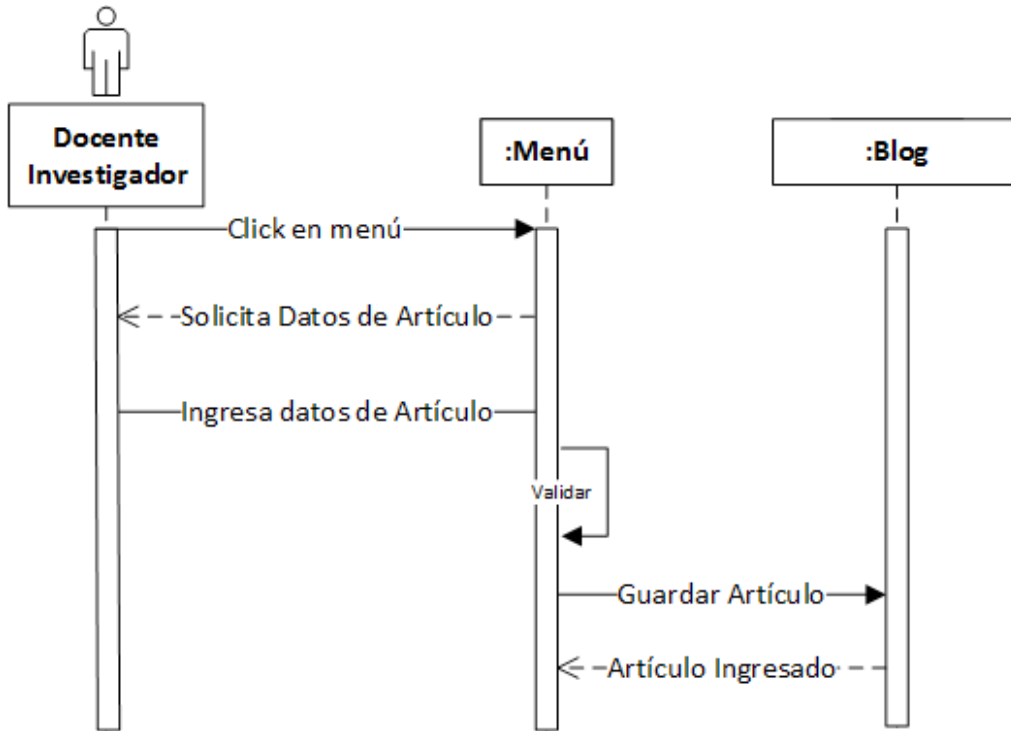 Docente
Investigador
:Menú
:Blog
Click en menú
Solicita Datos de Artículo
Ingresa datos de Artículo
Validar
Guardar Artículo
Artículo Ingresado